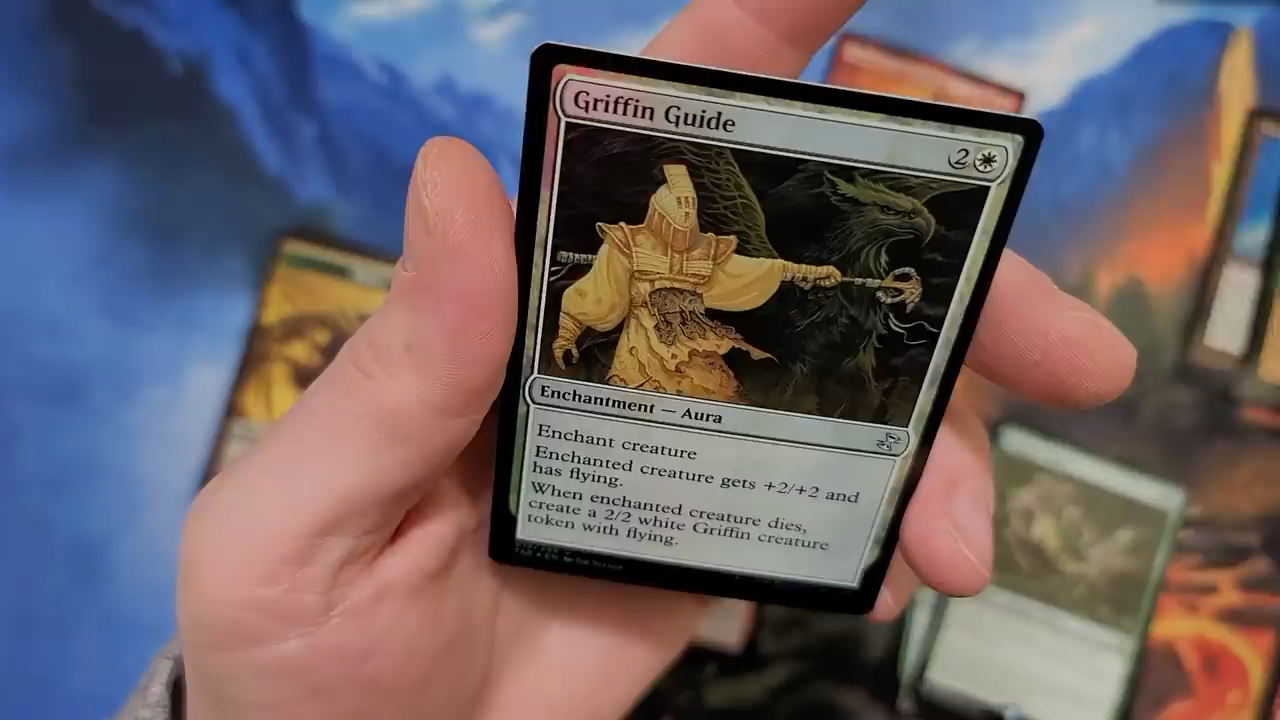 Griffin Guide
2
Enchantment — Aura
Enchant creature
Enchanted creature gets +2/+2 and
has flying.
When enchanted creature dies,
create a 2/2 white Griffin creature
token with flying.